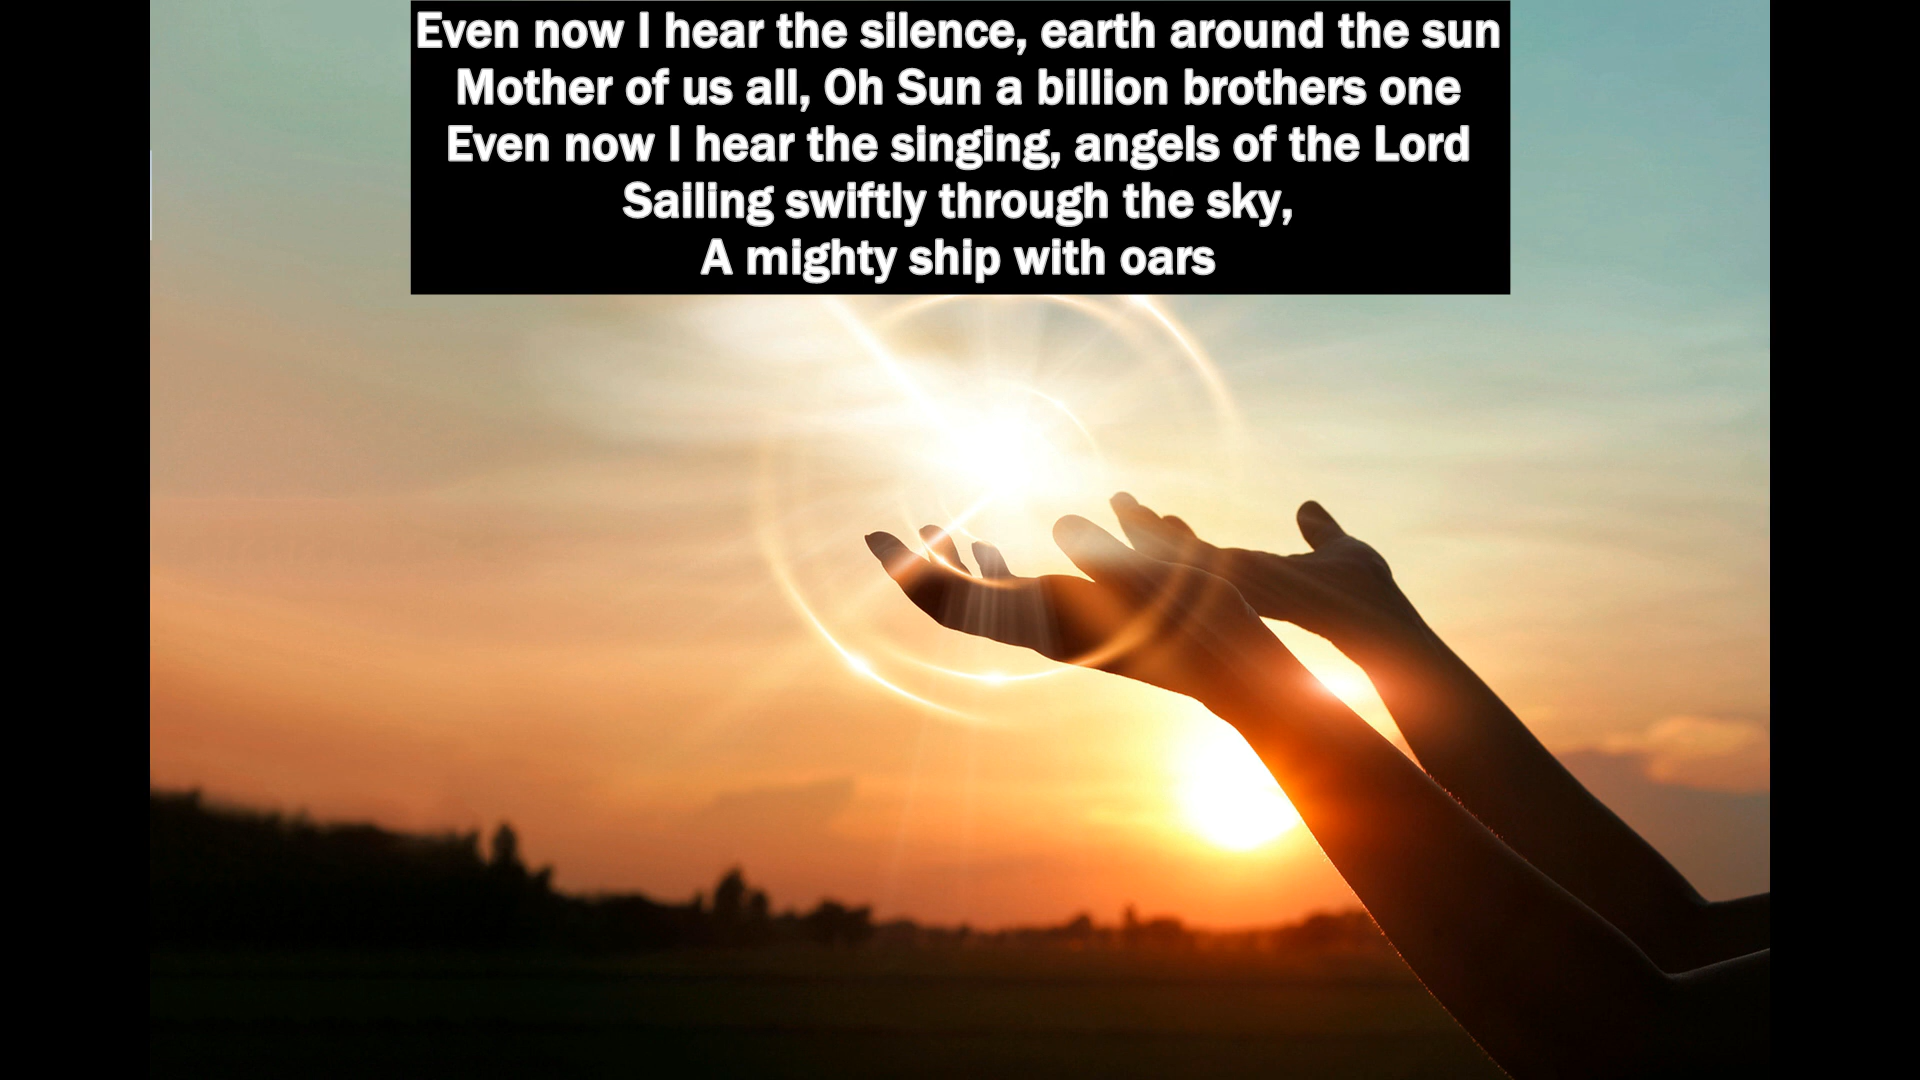 Even now I hear the silence, earth around the sun
Mother of us all, Oh Sun a billion brothers one
Even now I hear the singing, angels of the Lord
Sailing swiftly through the sky,
A mighty ship with oars